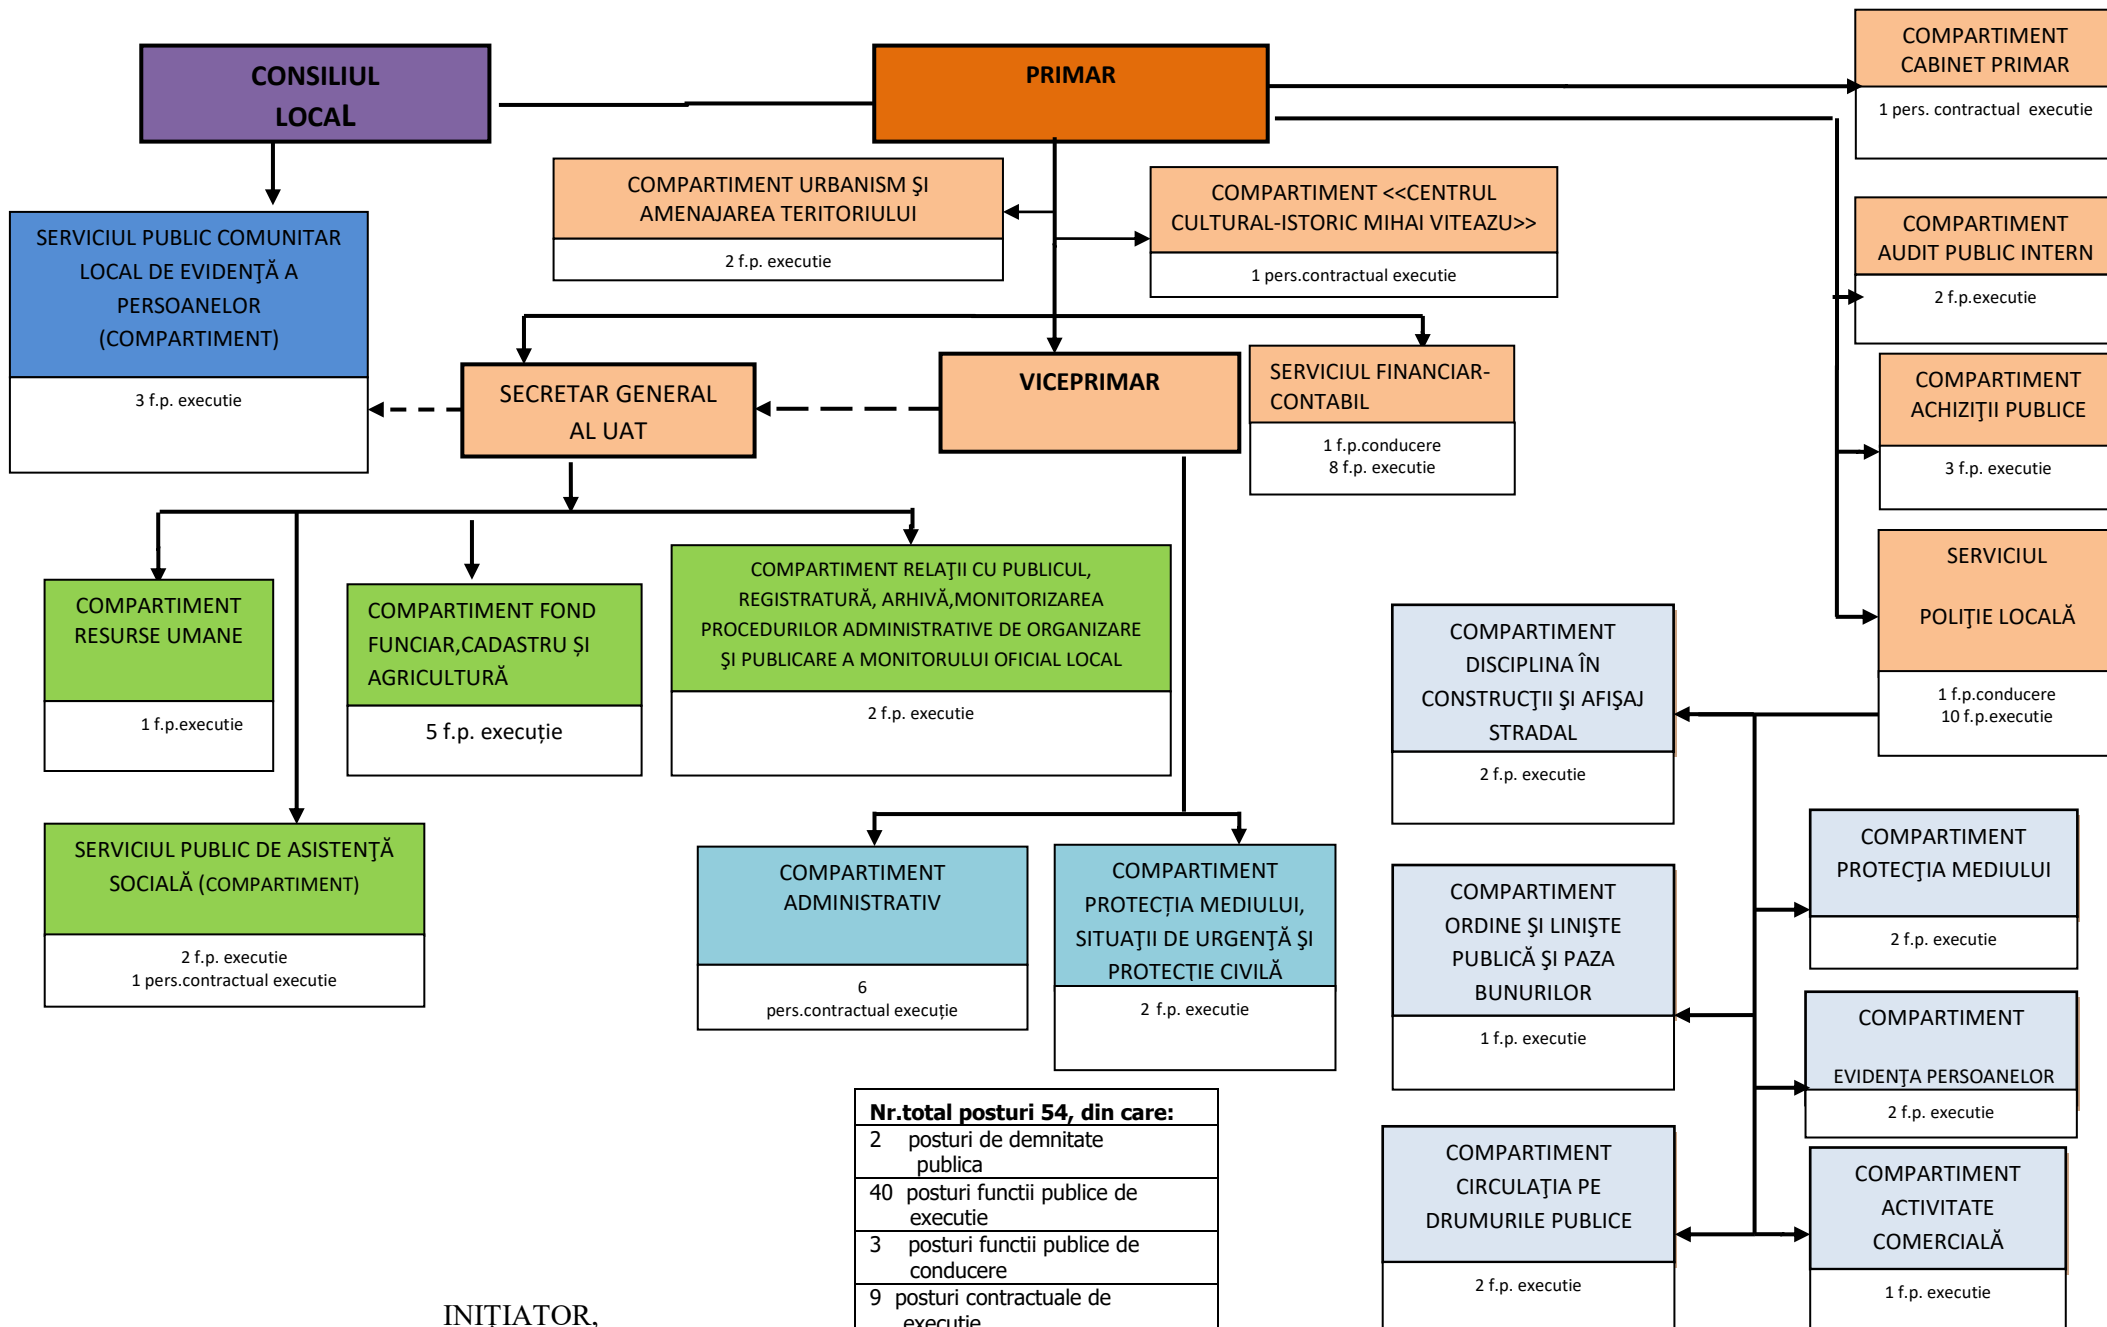 CONSILIUL
LOCAL
PRIMAR
COMPARTIMENT
CABINET PRIMAR
1 pers. contractual executie
COMPARTIMENT URBANISM ŞI
AMENAJAREA TERITORIULUI
2 f.p. executie
COMPARTIMENT <<CENTRUL
CULTURAL-ISTORIC MIHAI VITEAZU>>
1 pers.contractual executie
COMPARTIMENT
AUDIT PUBLIC INTERN
2 f.p.executie
SERVICIUL PUBLIC COMUNITAR
LOCAL DE EVIDENŢĂ A
PERSOANELOR
(COMPARTIMENT)
3 f.p. executie
SECRETAR GENERAL
AL UAT
VICEPRIMAR
SERVICIUL FINANCIAR-
CONTABIL
1 f.p.conducere
8 f.p. executie
COMPARTIMENT
ACHIZIŢII PUBLICE
3 f.p. executie
SERVICIUL
POLIŢIE LOCALĂ
1 f.p.conducere
10 f.p.executie
COMPARTIMENT
RESURSE UMANE
1 f.p.executie
COMPARTIMENT FOND
FUNCIAR,CADASTRU ȘI
AGRICULTURĂ
5 f.p. execuție
COMPARTIMENT RELAŢII CU PUBLICUL,
REGISTRATURĂ, ARHIVĂ,MONITORIZAREA
PROCEDURILOR ADMINISTRATIVE DE ORGANIZARE
ŞI PUBLICARE A MONITORULUI OFICIAL LOCAL
2 f.p. executie
COMPARTIMENT
DISCIPLINA ÎN
CONSTRUCŢII ŞI AFIŞAJ
STRADAL
2 f.p. executie
SERVICIUL PUBLIC DE ASISTENŢĂ
SOCIALĂ (COMPARTIMENT)
2 f.p. executie
1 pers.contractual executie
COMPARTIMENT
ADMINISTRATIV
6
pers.contractual execuție
COMPARTIMENT
PROTECȚIA MEDIULUI,
SITUAŢII DE URGENŢĂ ŞI
PROTECŢIE CIVILĂ
2 f.p. executie
COMPARTIMENT
ORDINE ŞI LINIŞTE
PUBLICĂ ŞI PAZA
BUNURILOR
1 f.p. executie
COMPARTIMENT
PROTECŢIA MEDIULUI
2 f.p. executie
COMPARTIMENT
EVIDENŢA PERSOANELOR
2 f.p. executie
COMPARTIMENT
CIRCULAŢIA PE
DRUMURILE PUBLICE
2 f.p. executie
COMPARTIMENT
ACTIVITATE
COMERCIALĂ
1 f.p. executie
Nr.total posturi 54, din care:
2 posturi de demnitate
publica
40 posturi functii publice de
executie
3 posturi functii publice de
conducere
9 posturi contractuale de
executie
INIŢIATOR,